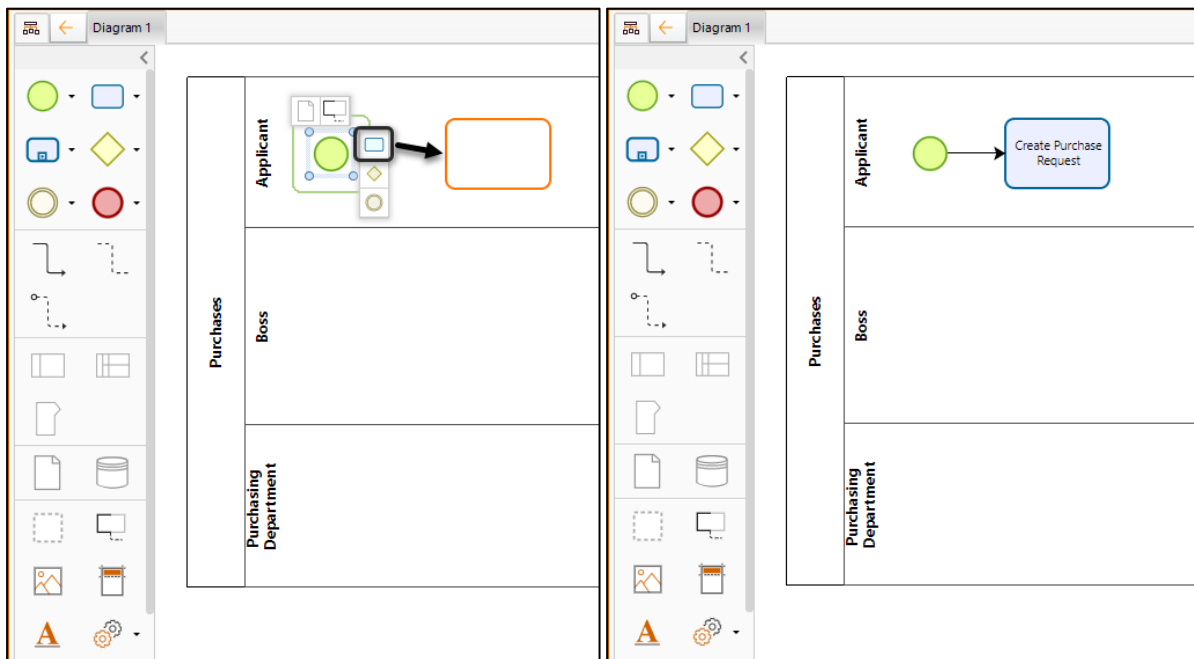 Diagram 1
Applicant
Purchases
Boss
Purchasing
Department
A
Diagram 1
Applicant
Create Purchase
Request
Purchases
Boss
Purchasing
Department
A